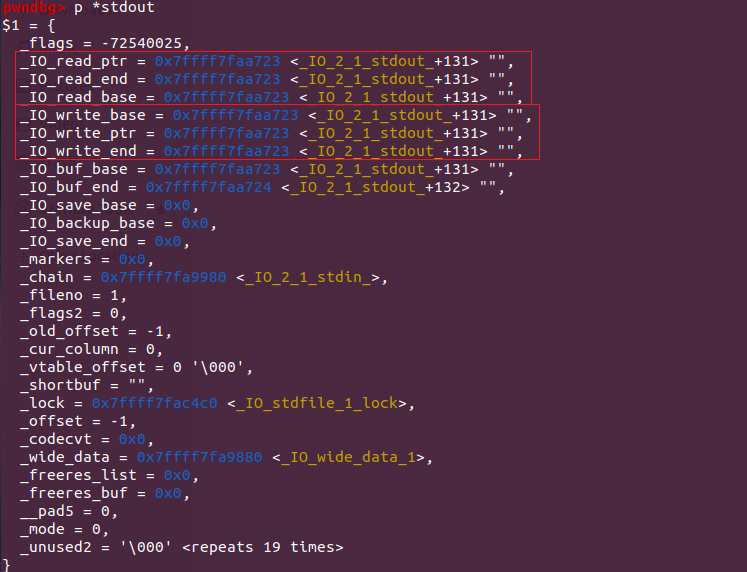 pwndbg> p *stdout
$1 = {
  _flags = -72540025,
  _IO_read_ptr = 0x7ffff7faa723 <_IO_2_1_stdout_+131> "",
  _IO_read_end = 0x7ffff7faa723 <_IO_2_1_stdout_+131> "",
  _IO_read_base = 0x7ffff7faa723 <_IO_2_1_stdout_+131> "",
  _IO_write_base = 0x7ffff7faa723 <_IO_2_1_stdout_+131> "",
  _IO_write_ptr = 0x7ffff7faa723 <_IO_2_1_stdout_+131> "",
  _IO_write_end = 0x7ffff7faa723 <_IO_2_1_stdout_+131> "",
  _IO_buf_base = 0x7ffff7faa723 <_IO_2_1_stdout_+131> "",
  _IO_buf_end = 0x7ffff7faa724 <_IO_2_1_stdout_+132> "",
  _IO_save_base = 0x0,
  _IO_backup_base = 0x0,
  _IO_save_end = 0x0,
  _markers = 0x0,
  _chain = 0x7ffff7fa9980 <_IO_2_1_stdin_>,
  _fileno = 1,
  _flags2 = 0,
  _old_offset = -1,
  _cur_column = 0,
  _vtable_offset = 0 '\000',
  _shortbuf = "",
  _lock = 0x7ffff7fac4c0 <_IO_stdfile_1_lock>,
  _offset = -1,
  _codecvt = 0x0,
  _wide_data = 0x7ffff7fa9880 <_IO_wide_data_1>,
  _freeres_list = 0x0,
  _freeres_buf = 0x0,
  __pad5 = 0,
  _mode = 0,
  _unused2 = '\000' <repeats 19 times>
}